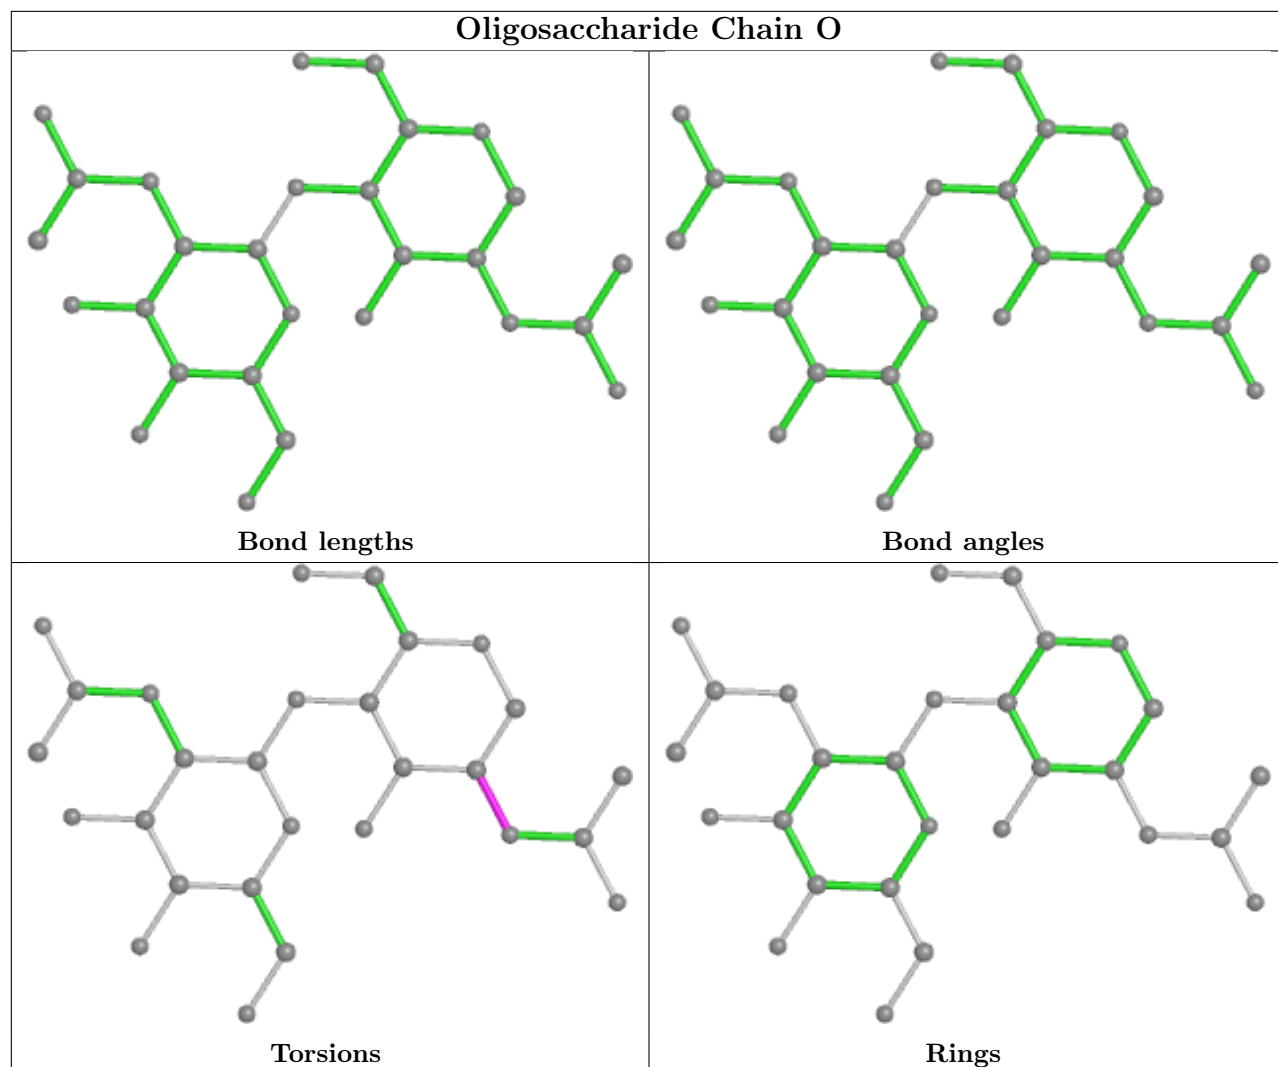 Oligosaccharide Chain O
Bond lengths
Bond angles
Torsions
Rings